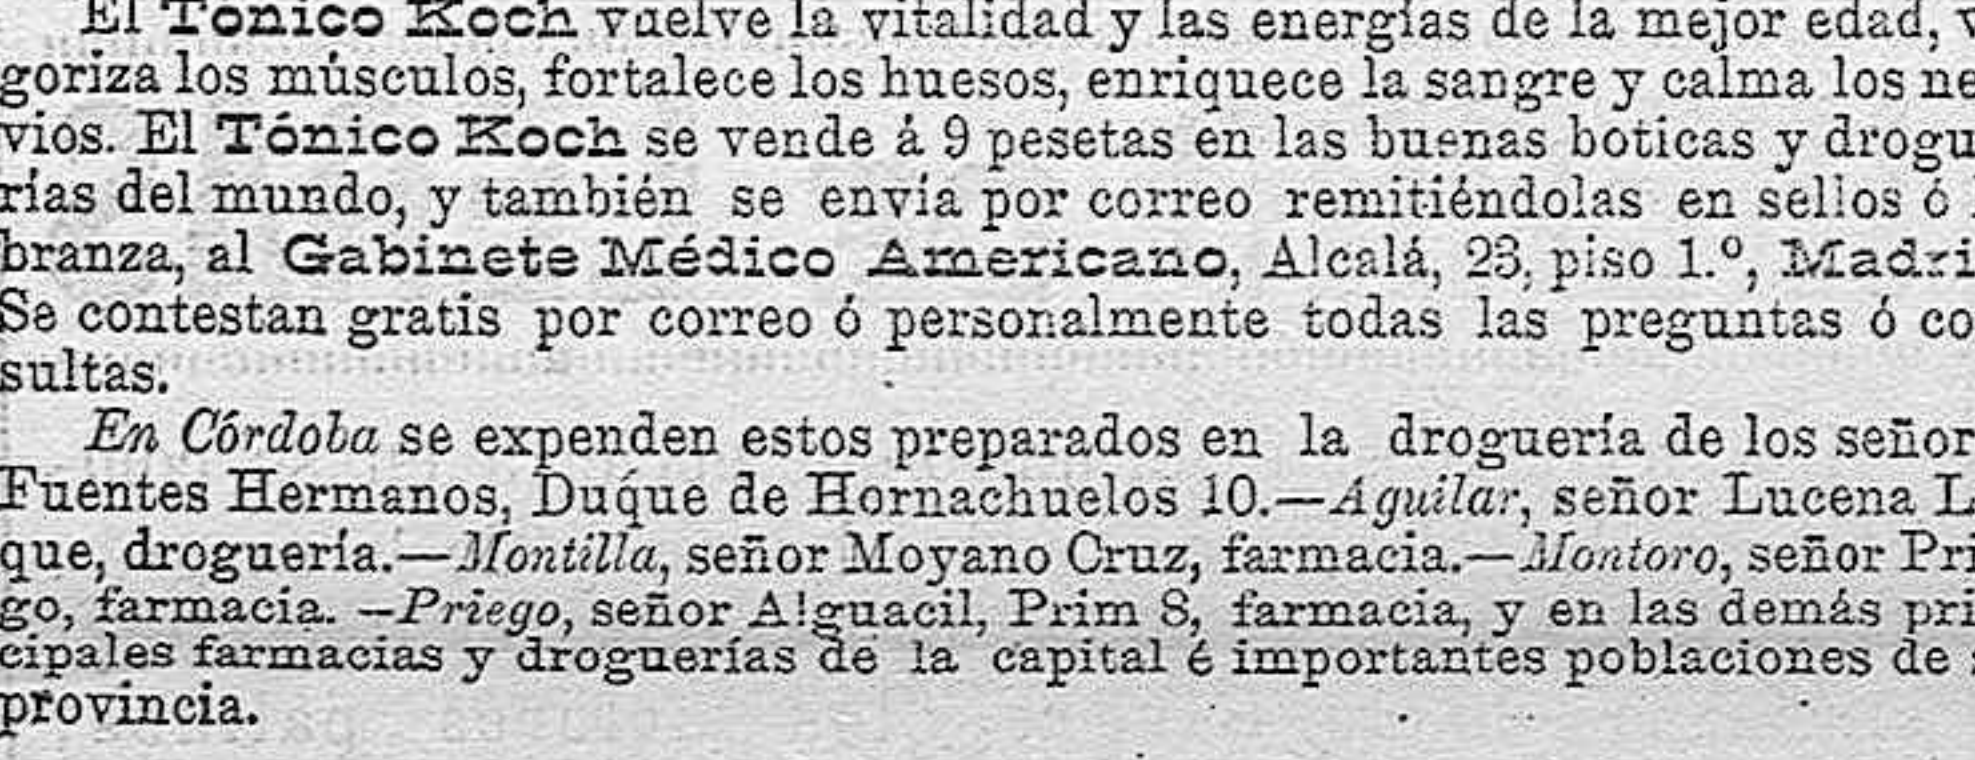 El Tónico Koch vuelve la vitalidad y las energías de la mejor edad, v
goriza los músculos, fortalece los huesos, enriquece la sangre y calma los ne
vios. El Tónico Koch se vende á 9 pesetas en las buenas boticas y drogu
rías del mundo, y también se envía por correo remitiéndolas en sellos ó
branza, al Gabinete Médico Americano, Alcalá, 23, piso 1.º, Madri
Se contestan gratis por correo ó personalmente todas las preguntas ó co
sultas.
En Córdoba se expenden estos preparados en la droguería de los señor
Fuentes Hermanos, Duque de Hornachuelos 10.—Aguilar, señor Lucena L
que, droguería.—Montilla, señor Moyano Cruz, farmacia.—Montoro, señor Pri
go, farmacia. —Priego, señor Alguacil, Prim 8, farmacia, y en las demás pri
cipales farmacias y droguerías de la capital é importantes poblaciones de
provincia.